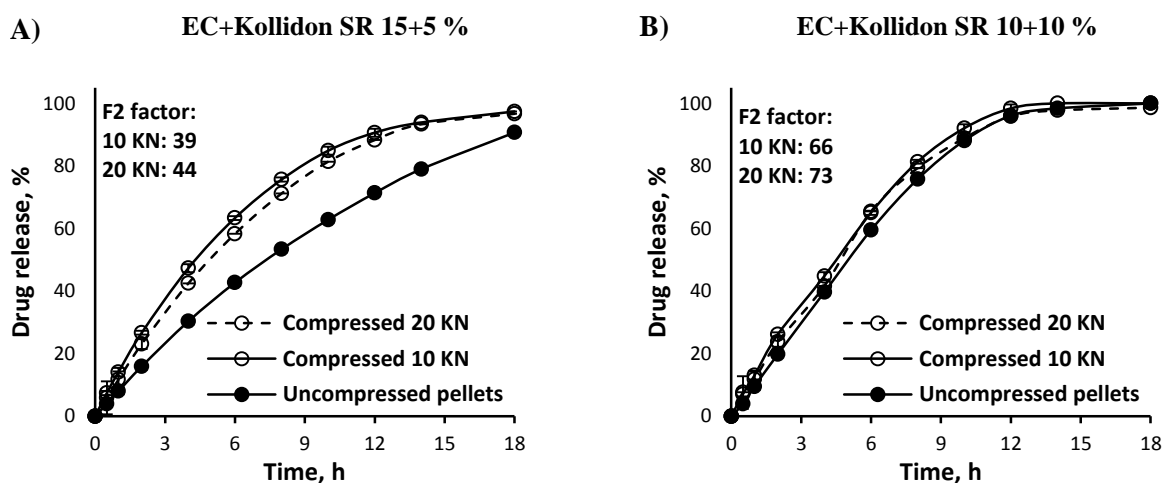 A)
EC+Kollidon SR 15+5 %
F2 factor:
10 KN: 39
20 KN: 44
100
80
60
40
20
0
Drug release, %
Compressed 20 KN
Compressed 10 KN
Uncompressed pellets
0 3 6 9 12 15 18
Time, h
B)
EC+Kollidon SR 10+10 %
F2 factor:
10 KN: 66
20 KN: 73
100
80
60
40
20
0
Drug release, %
Compressed 20 KN
Compressed 10 KN
Uncompressed pellets
0 3 6 9 12 15 18
Time, h